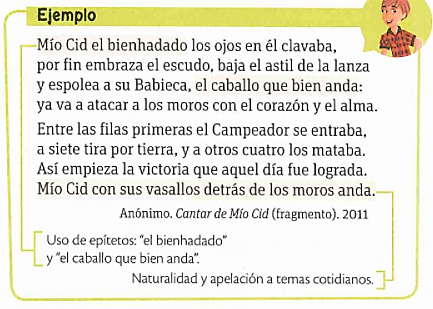 Ejemplo
Mío Cid el bienhadado los ojos en él clavaba,
por fin embraza el escudo, baja el astil de la lanza
y espolea a su Babieca, el caballo que bien anda:
ya va a atacar a los moros con el corazón y el alma.
Entre las filas primeras el Campeador se entraba,
a siete tira por tierra, y a otros cuatro los mataba.
Así empieza la victoria que aquel día fue lograda.
Mío Cid con sus vasallos detrás de los moros anda.
Anónimo. Cantar de Mío Cid (fragmento). 2011
Uso de epítetos: “el bienhadado”
y “el caballo que bien anda”.
Naturalidad y apelación a temas cotidianos.